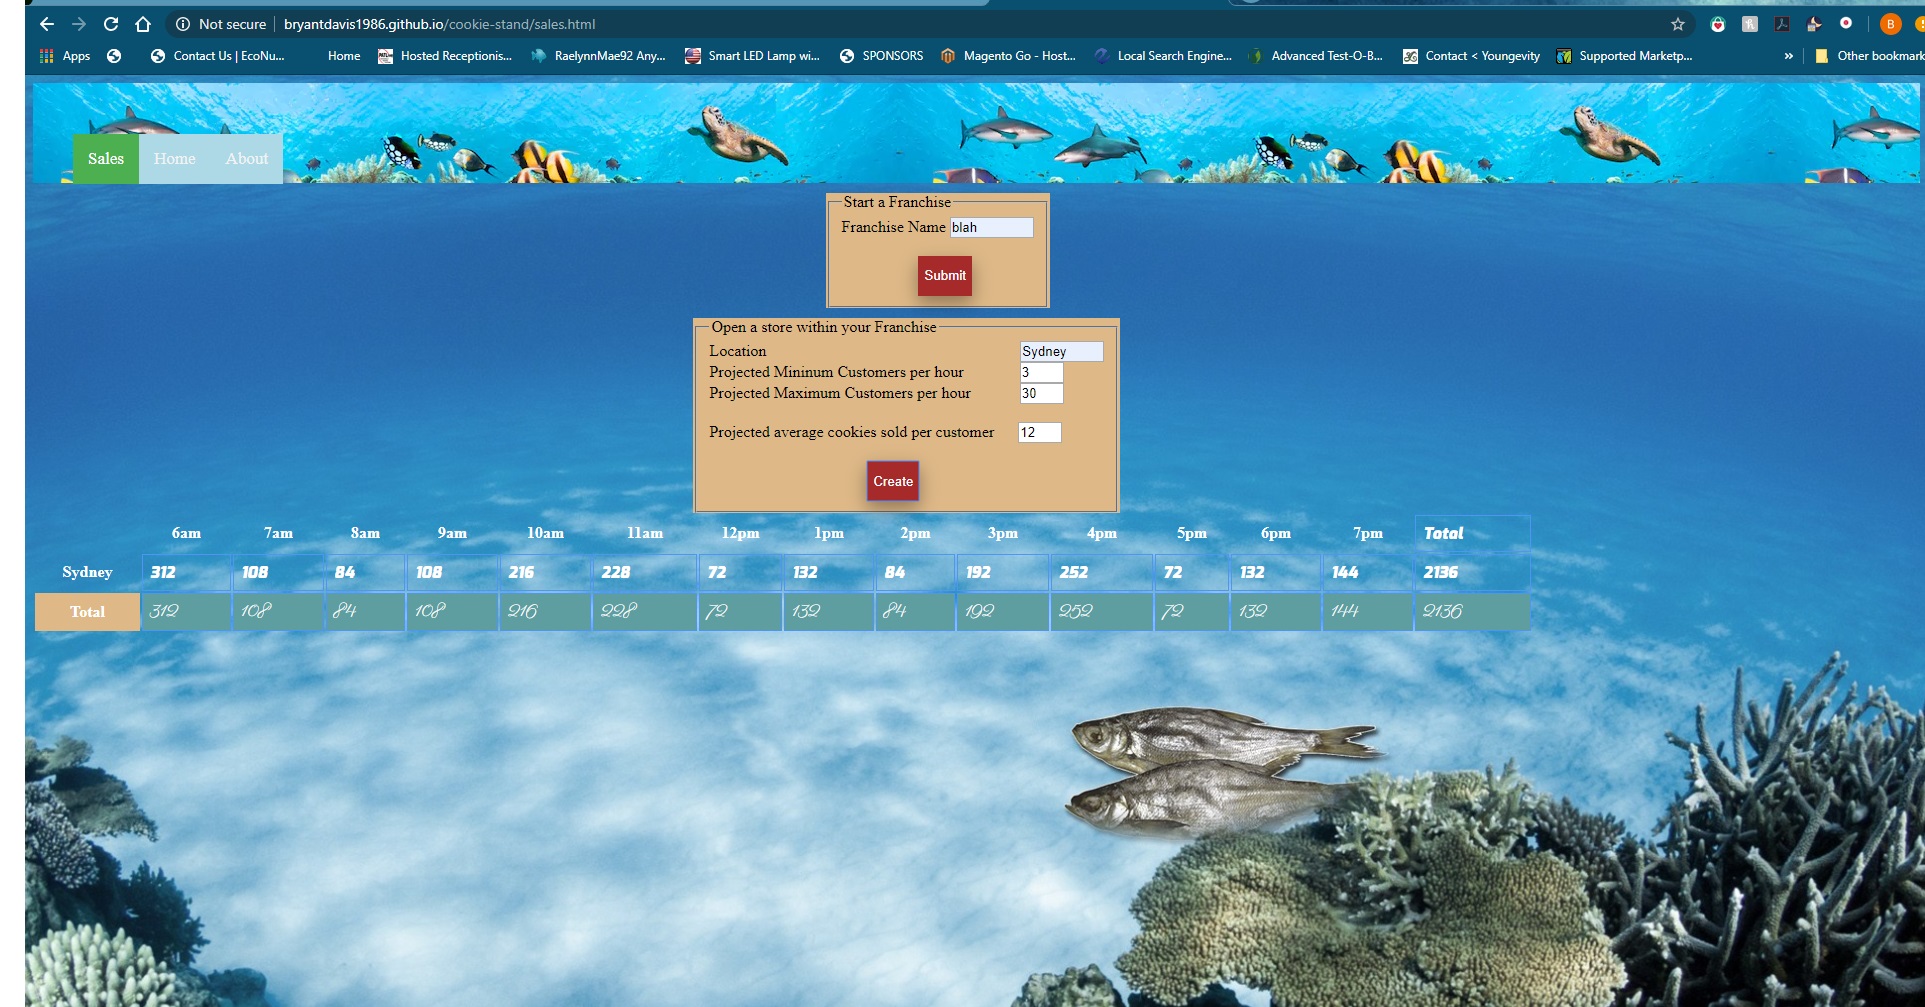 Not secure | bryantdavis1986.github.io/cookie-stand/sales.html
Apps Contact Us | EcoNu... Home Hosted Receptionis... RaelynnMae92 Any... Smart LED Lamp wi... SPONSORS Magento Go - Host... Local Search Engine... Advanced Test-O-B... Contact < Youngevity Supported Marketp... » Other bookmark
Sales Home About
Start a Franchise
Franchise Name blah
Submit
Open a store within your Franchise
Location Sydney
Projected Mininum Customers per hour 3
Projected Maximum Customers per hour 30
Projected average cookies sold per customer 12
Create
6am 7am 8am 9am 10am 11am 12pm 1pm 2pm 3pm 4pm 5pm 6pm 7pm Total
Sydney 312 108 84 108 216 228 72 132 84 192 252 72 132 144 2136
Total 312 108 84 108 216 228 72 132 84 192 252 72 132 144 2136